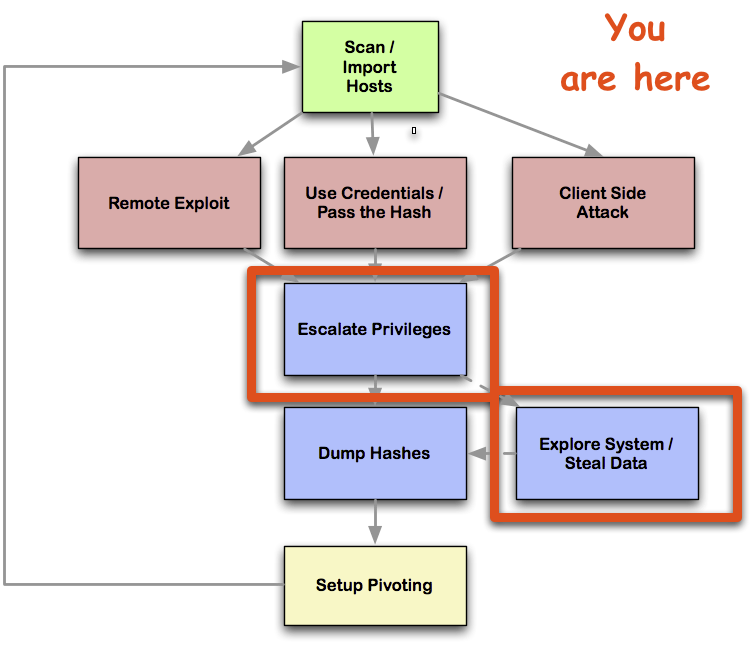 You
are here
Scan /
Import
Hosts
Remote Exploit
Use Credentials /
Pass the Hash
Client Side
Attack
Escalate Privileges
Dump Hashes
Explore System /
Steal Data
Setup Pivoting